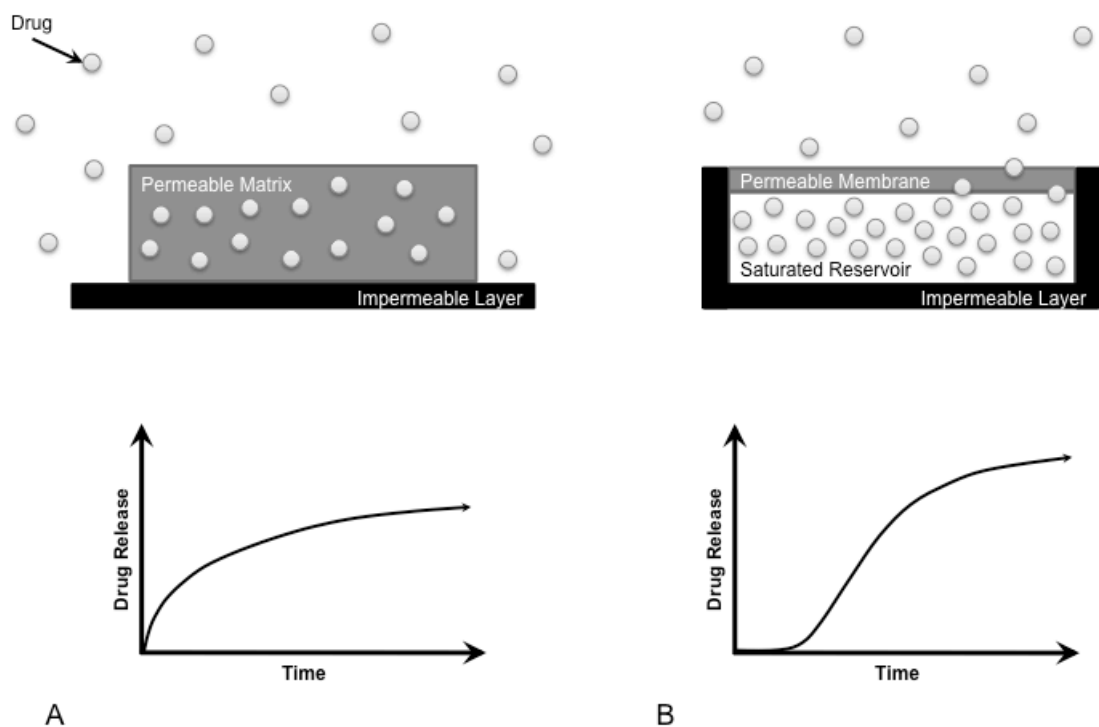 Drug
Permeable Matrix
Impermeable Layer
Drug Release
Time
A
Permeable Membrane
Saturated Reservoir
Impermeable Layer
Drug Release
Time
B